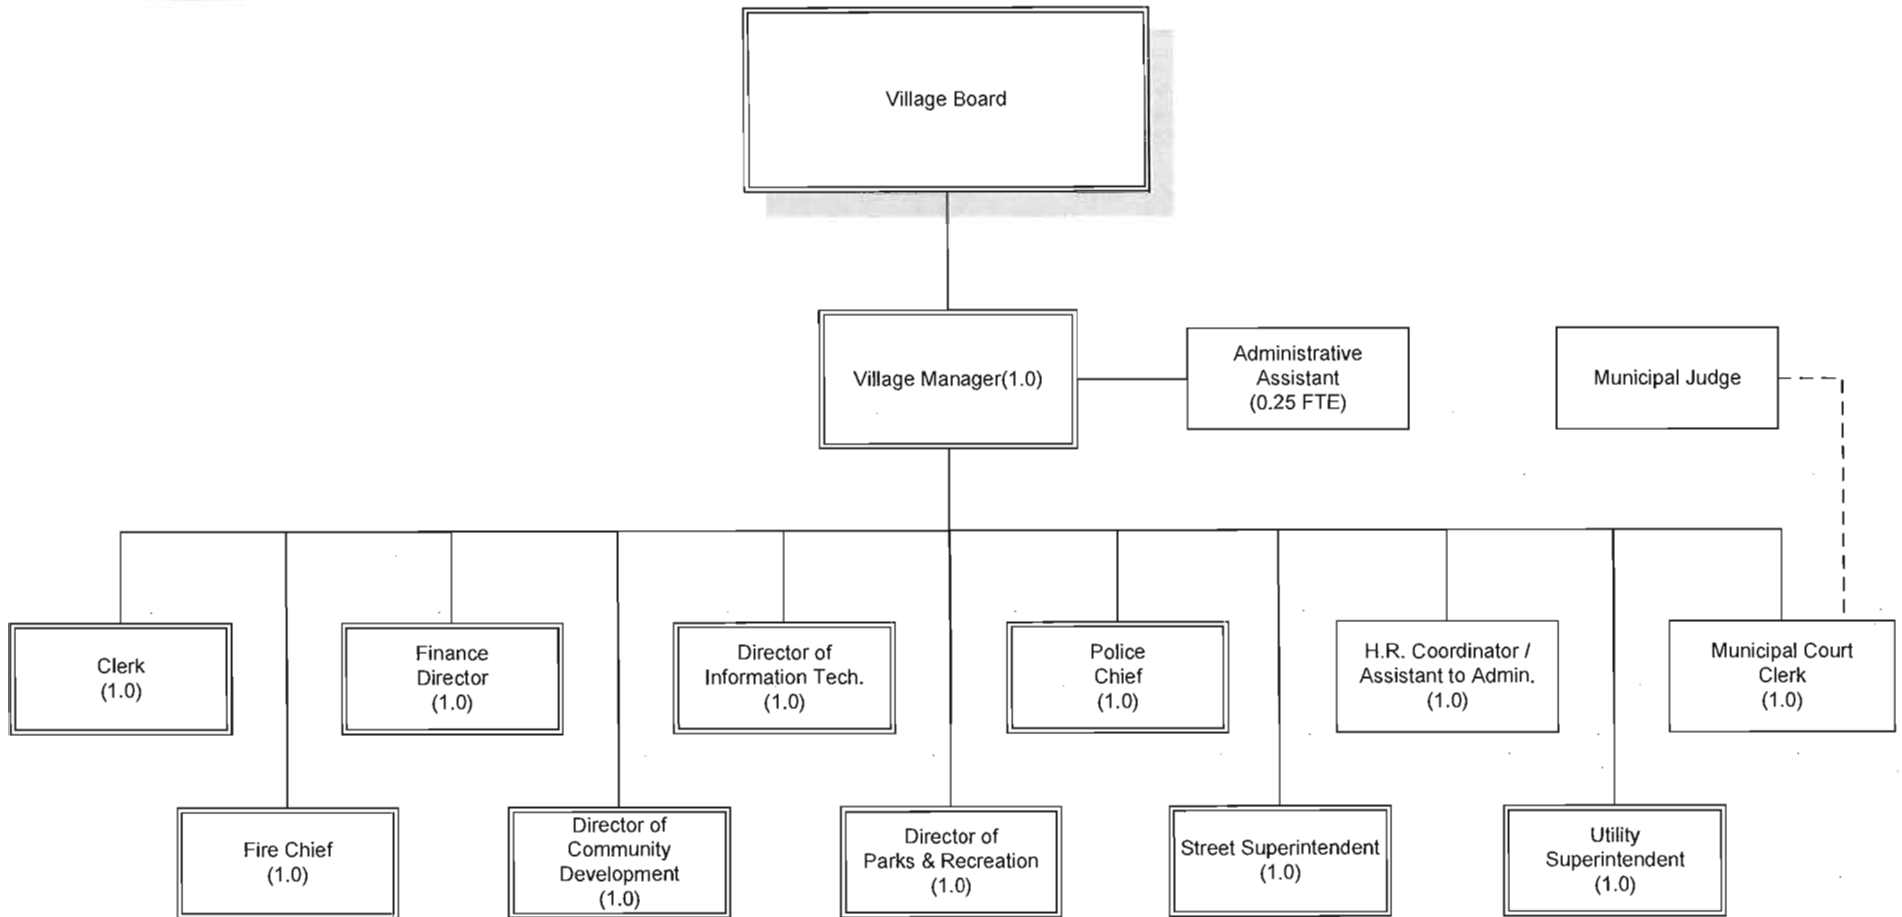 Village Board
Village Manager(1.0)
Administrative
Assistant
(0.25 FTE)
Municipal Judge
Clerk
(1.0)
Finance
Director
(1.0)
Director of
Information Tech.
(1.0)
Police
Chief
(1.0)
H.R. Coordinator /
Assistant to Admin.
(1.0)
Municipal Court
Clerk
(1.0)
Fire Chief
(1.0)
Director of
Community
Development
(1.0)
Director of
Parks & Recreation
(1.0)
Street Superintendent
(1.0)
Utility
Superintendent
(1.0)